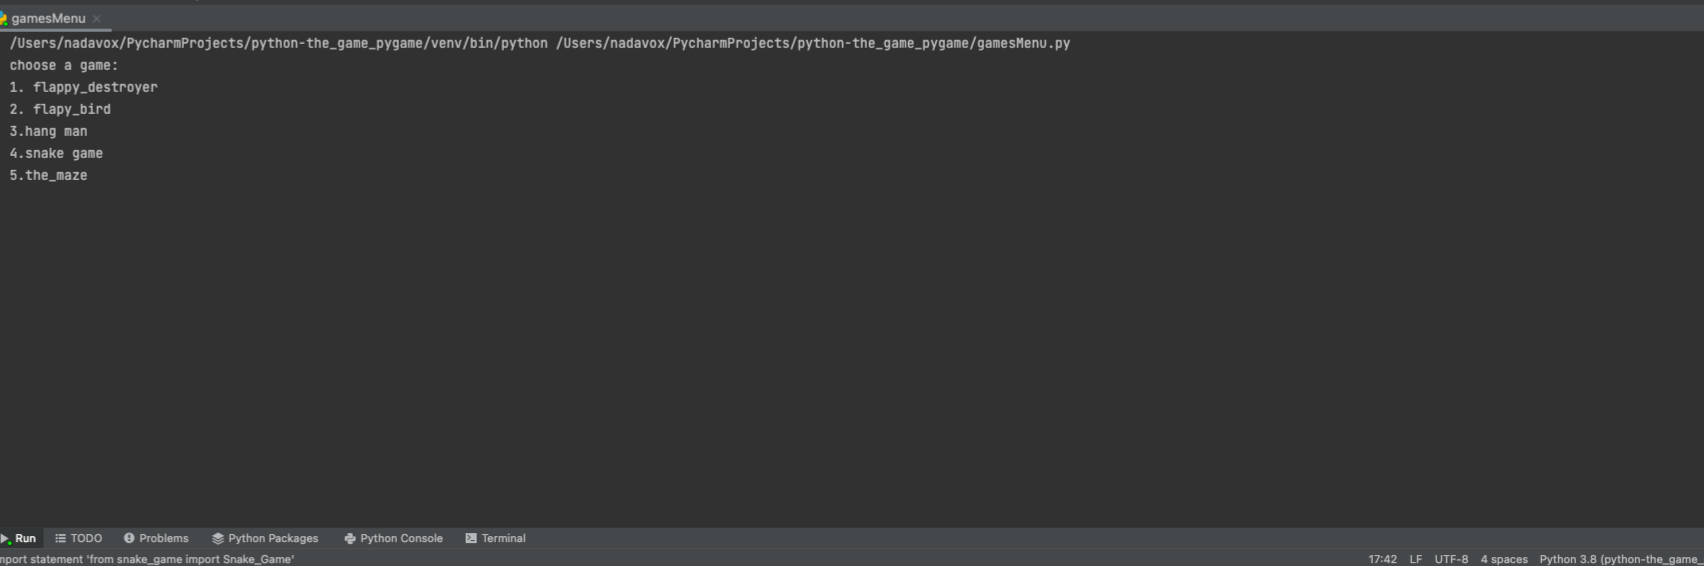 gamesMenu
/Users/nadavox/PycharmProjects/python-the_game_pygame/venv/bin/python /Users/nadavox/PycharmProjects/python-the_game_pygame/gamesMenu.py
choose a game:
1. flappy_destroyer
2. flapy_bird
3.hang man
4.snake game
5.the_maze
Run TODO Problems Python Packages Python Console Terminal
mport statement 'from snake_game import Snake_Game' 17:42 LF UTF-8 4 spaces Python 3.8 (python-the_game_